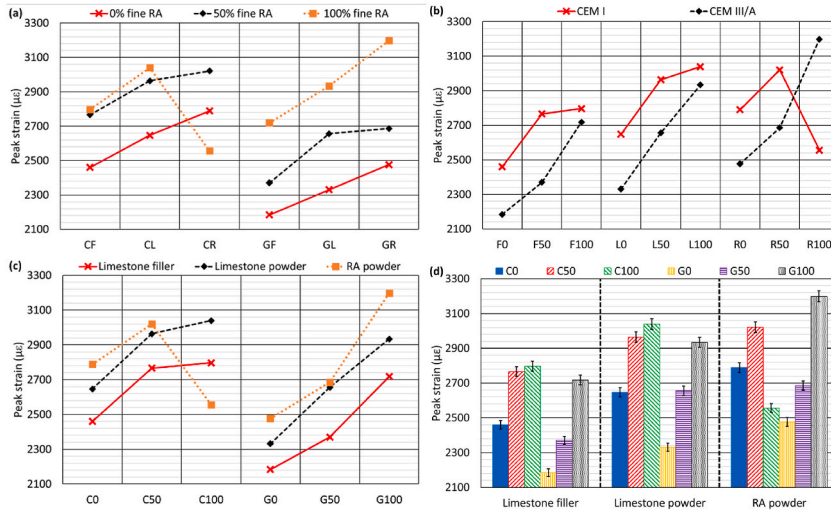 (a)
0% fine RA
50% fine RA
100% fine RA
3300
3100
2900
2700
2500
2300
2100
Peak strain (με)
CF
CL
CR
GF
GL
GR
(b)
CEM I
CEM III/A
3300
3100
2900
2700
2500
2300
2100
Peak strain (με)
F0
F50
F100
L0
L50
L100
R0
R50
R100
(c)
Limestone filler
Limestone powder
RA powder
3300
3100
2900
2700
2500
2300
2100
Peak strain (με)
C0
C50
C100
G0
G50
G100
(d)
C0
C50
C100
G0
G50
G100
3300
3100
2900
2700
2500
2300
2100
Peak strain (με)
Limestone filler
Limestone powder
RA powder